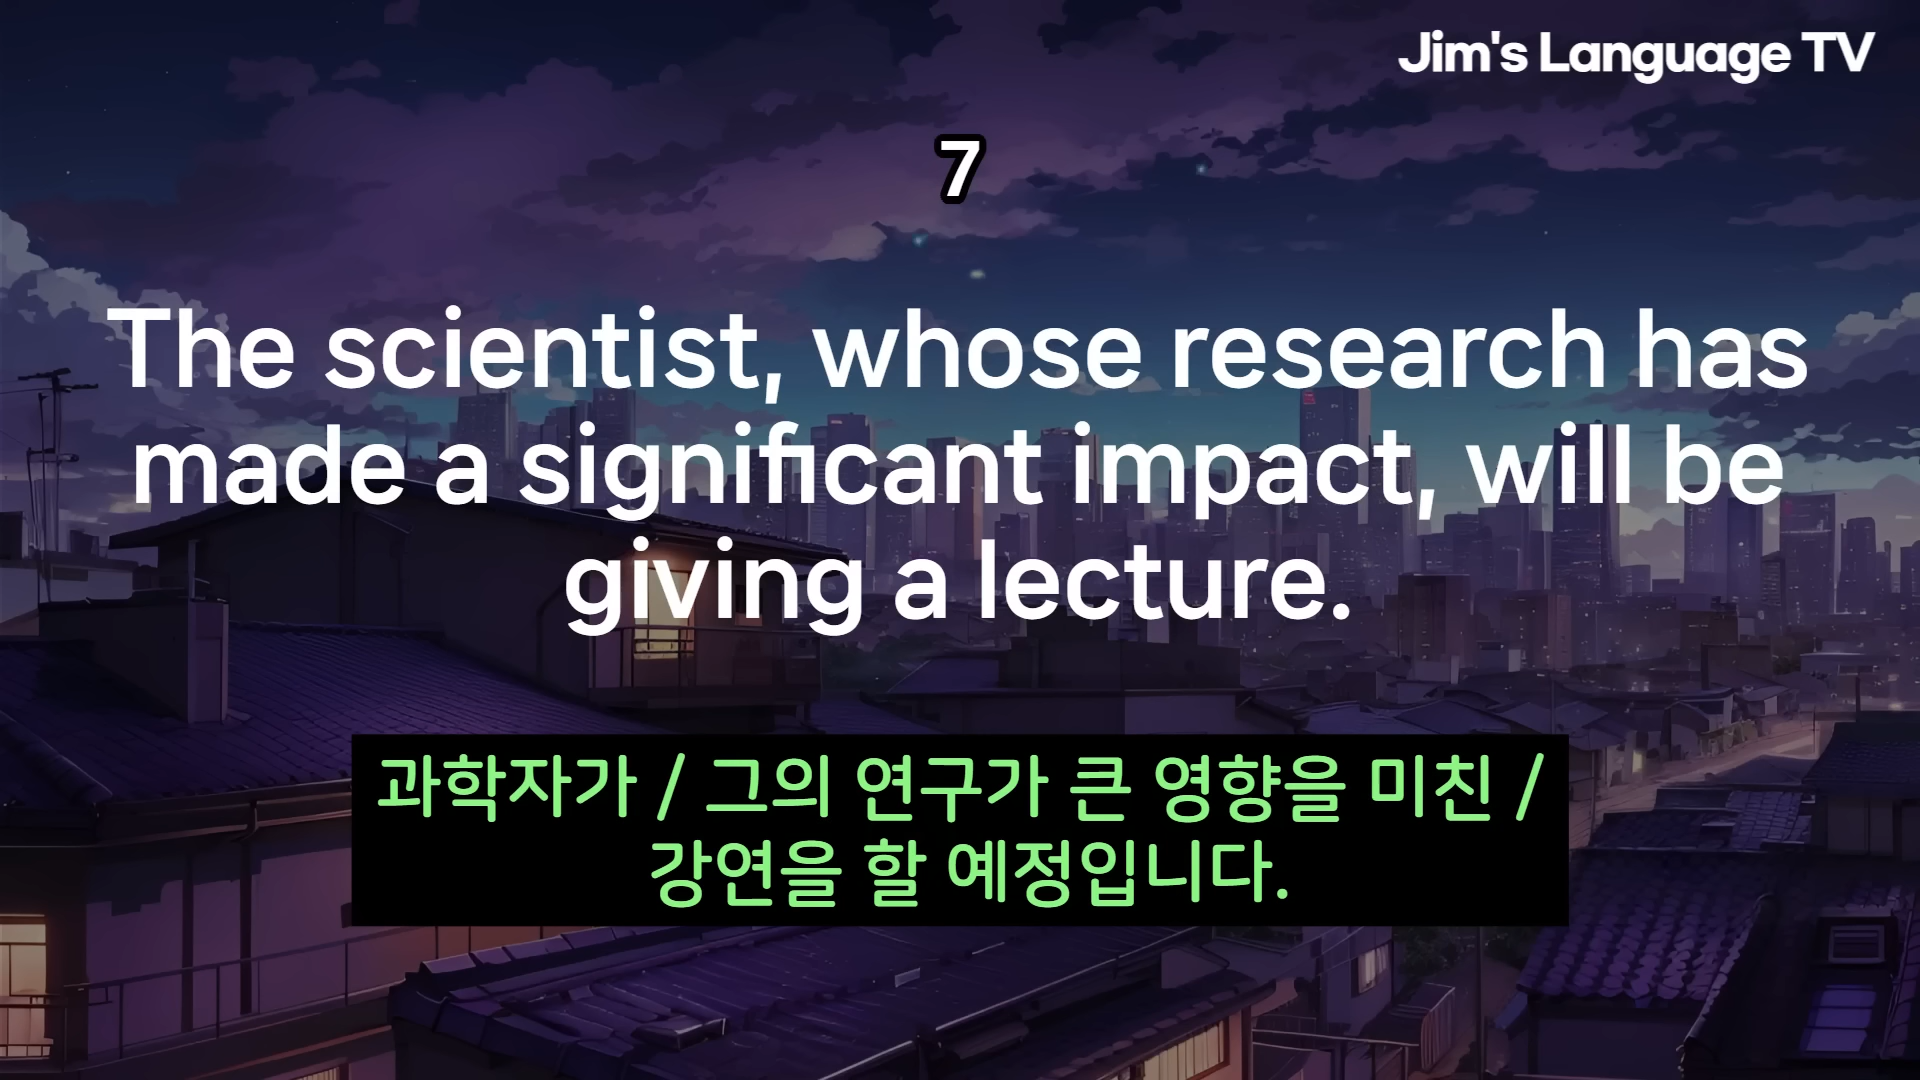 Jim's Language TV
7
The scientist, whose research has
made a significant impact, will be
giving a lecture.
과학자가 / 그의 연구가 큰 영향을 미친 /
강연을 할 예정입니다.